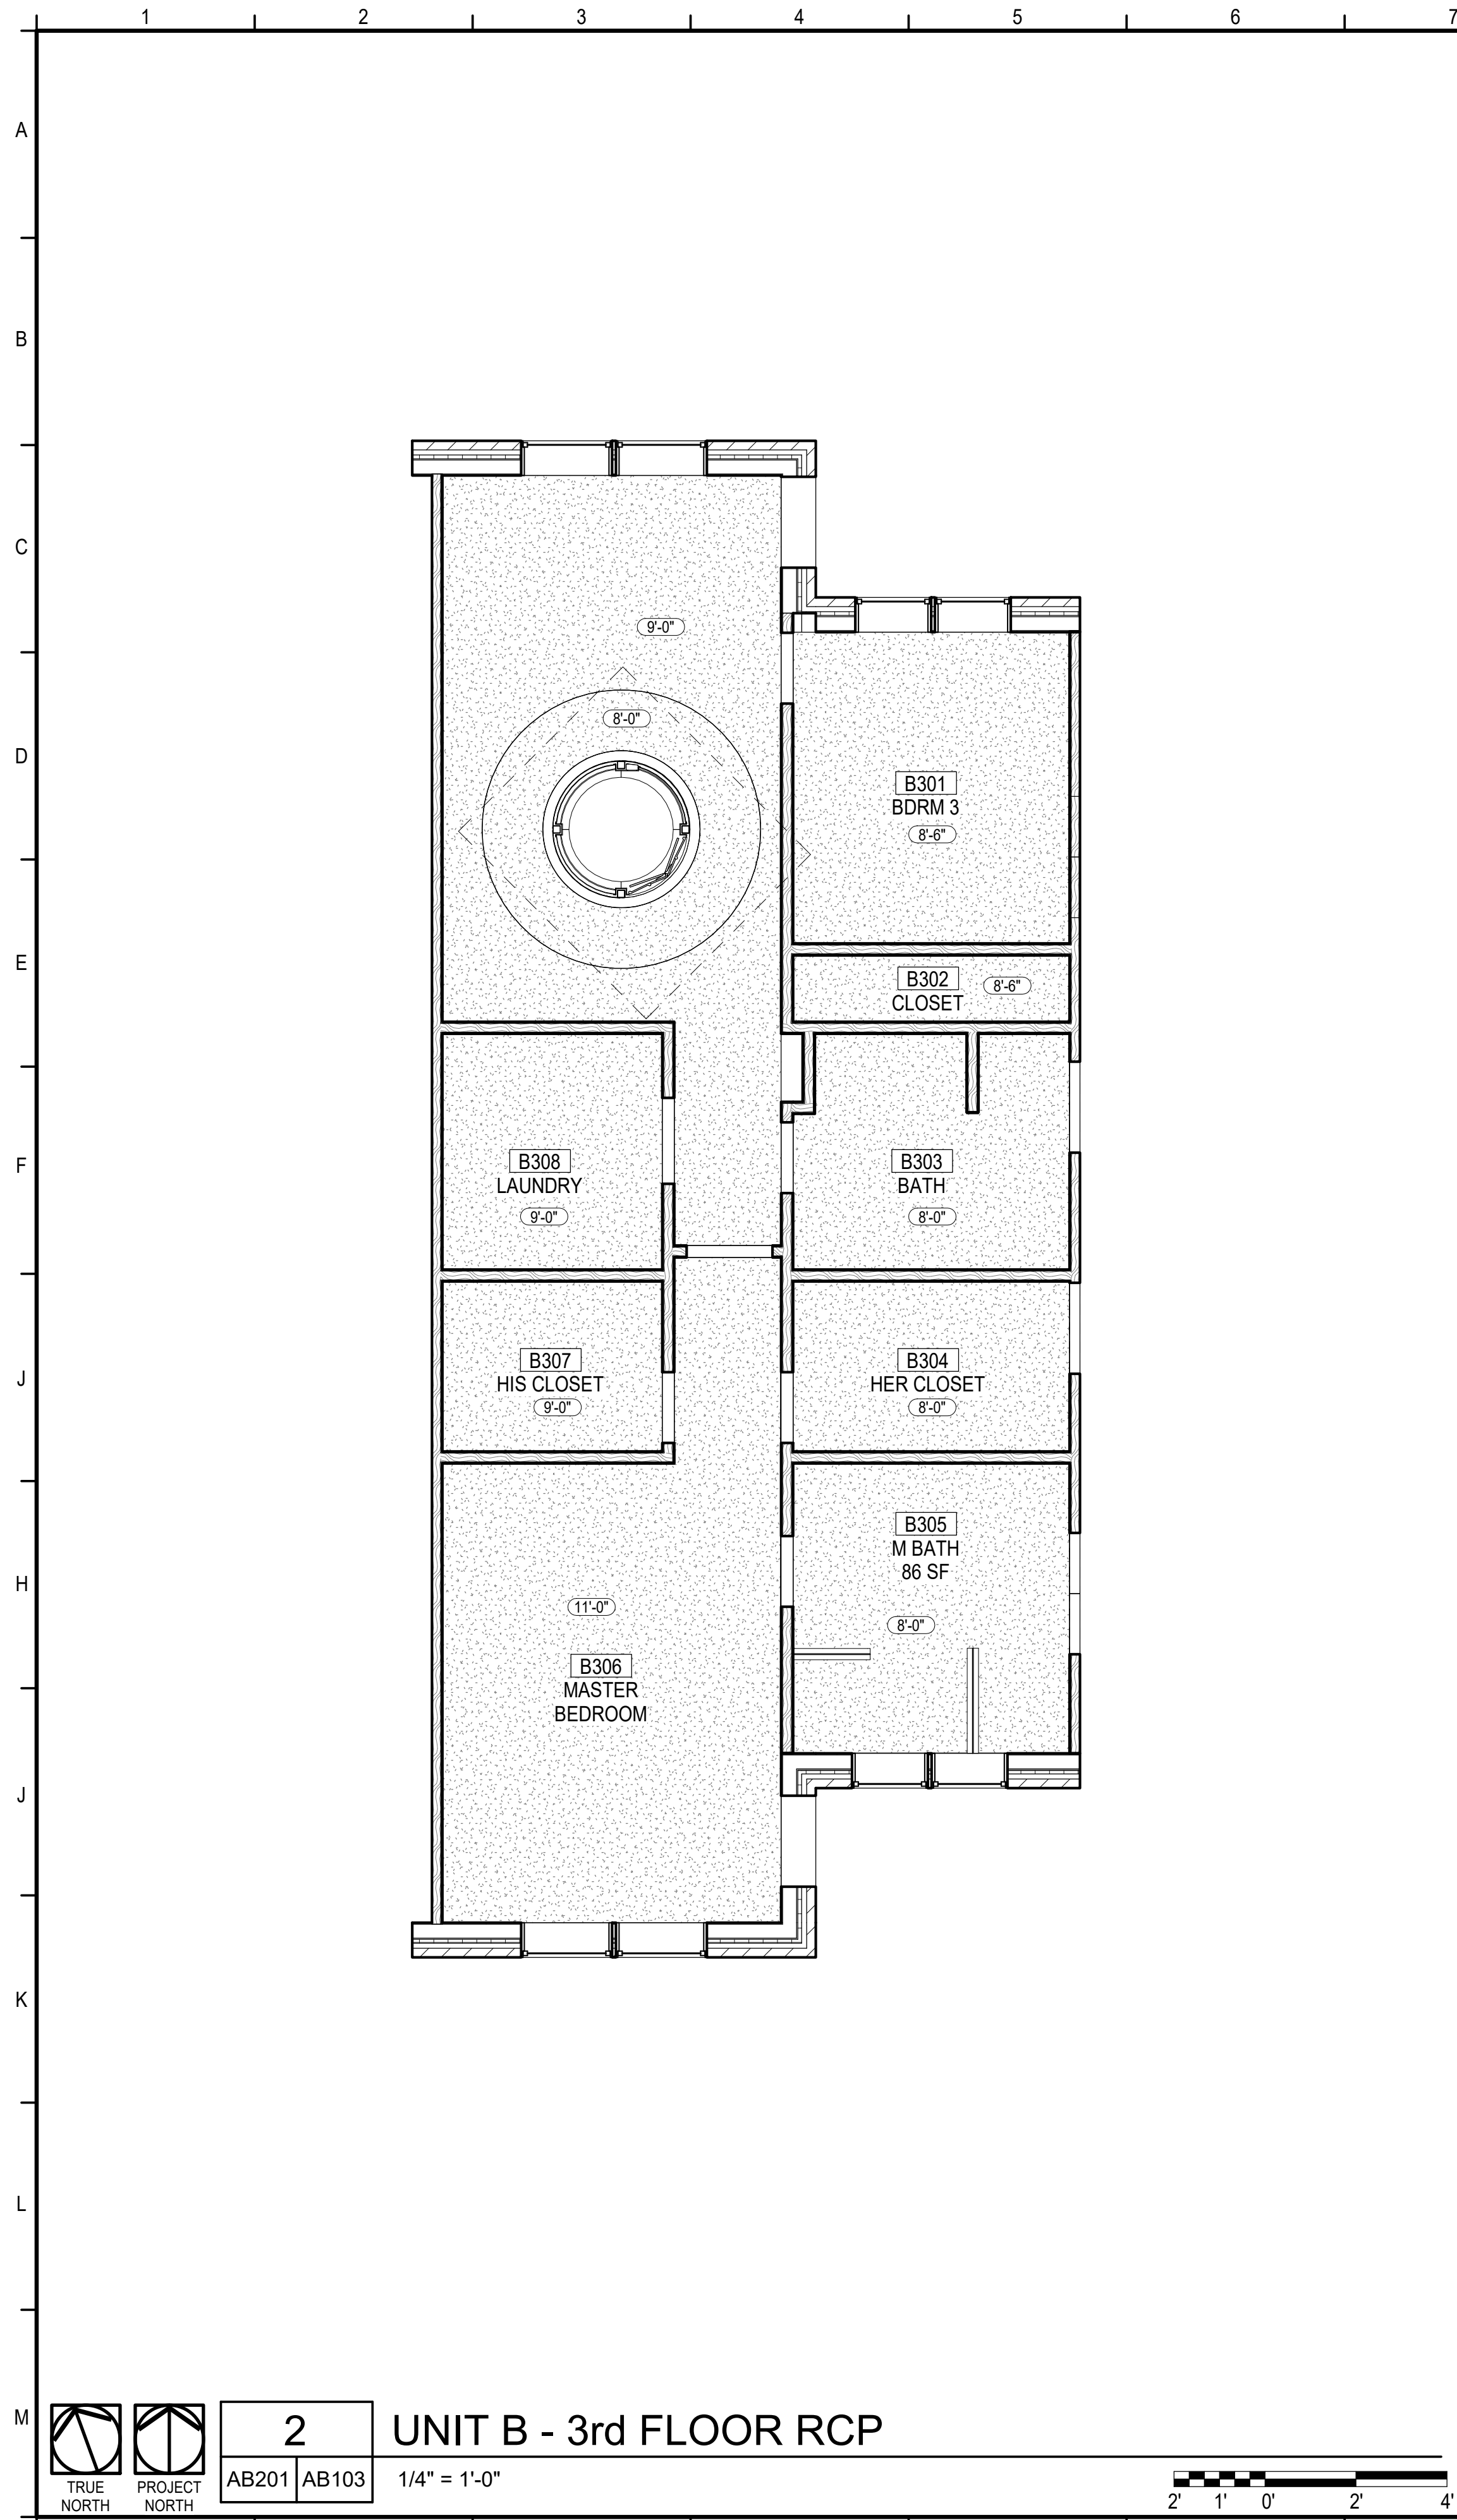 1 2 3 4 5 6 7
A
B
C
9'-0"
8'-0"
D
B301
BDRM 3
8'-6"
E
B302
CLOSET
8'-6"
F
B308
LAUNDRY
9'-0"
B303
BATH
8'-0"
J
B307
HIS CLOSET
9'-0"
B304
HER CLOSET
8'-0"
H
B305
M BATH
86 SF
8'-0"
11'-0"
B306
MASTER
BEDROOM
J
K
L
M
TRUE
NORTH
PROJECT
NORTH
2
AB201 AB103
UNIT B - 3rd FLOOR RCP
1/4" = 1'-0"
2' 1' 0' 2' 4'